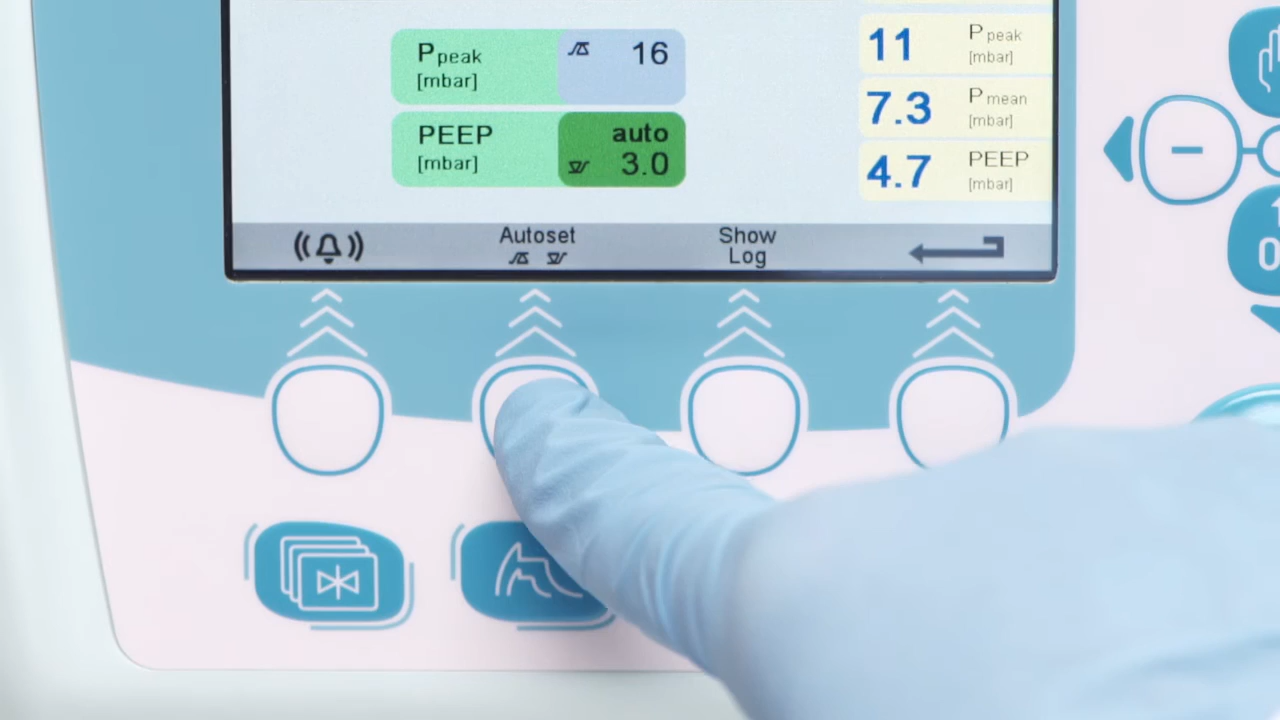 Ppeak
[mbar]
16
PEEP
[mbar]
auto
3.0
11
Ppeak
[mbar]
7.3
Pmean
[mbar]
4.7
PEEP
[mbar]
Autoset
Show
Log
0